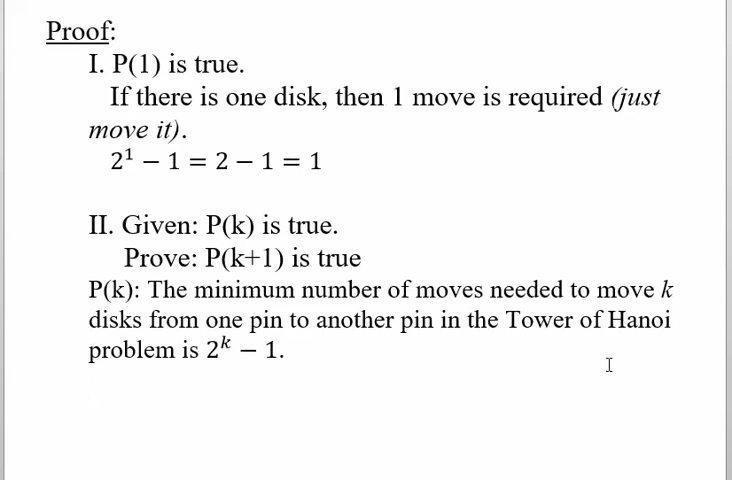 Proof:
I. P(1) is true.
If there is one disk, then 1 move is required (just
move it).
2¹ − 1 = 2 − 1 = 1
II. Given: P(k) is true.
Prove: P(k+1) is true
P(k): The minimum number of moves needed to move k
disks from one pin to another pin in the Tower of Hanoi
problem is 2ᵏ − 1.